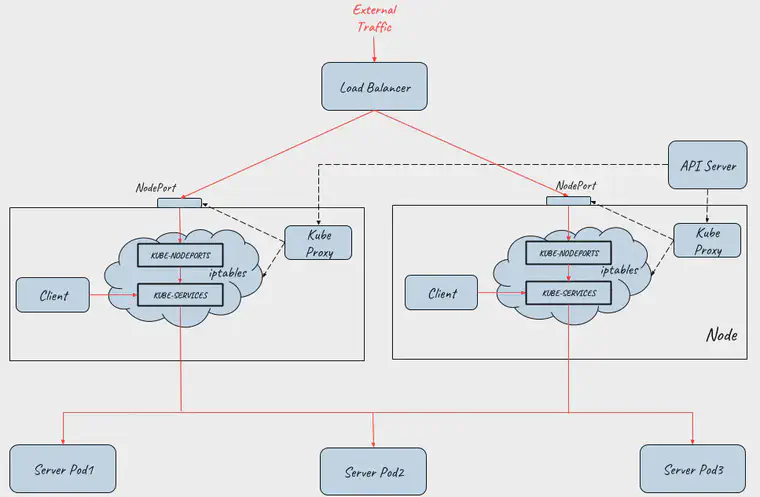 External
Traffic
Load Balancer
API Server
NodePort
NodePort
Kube
Proxy
Kube
Proxy
KUBE-NODEPORTS
iptables
KUBE-NODEPORTS
iptables
Client
KUBE-SERVICES
Client
KUBE-SERVICES
Node
Server Pod1
Server Pod2
Server Pod3